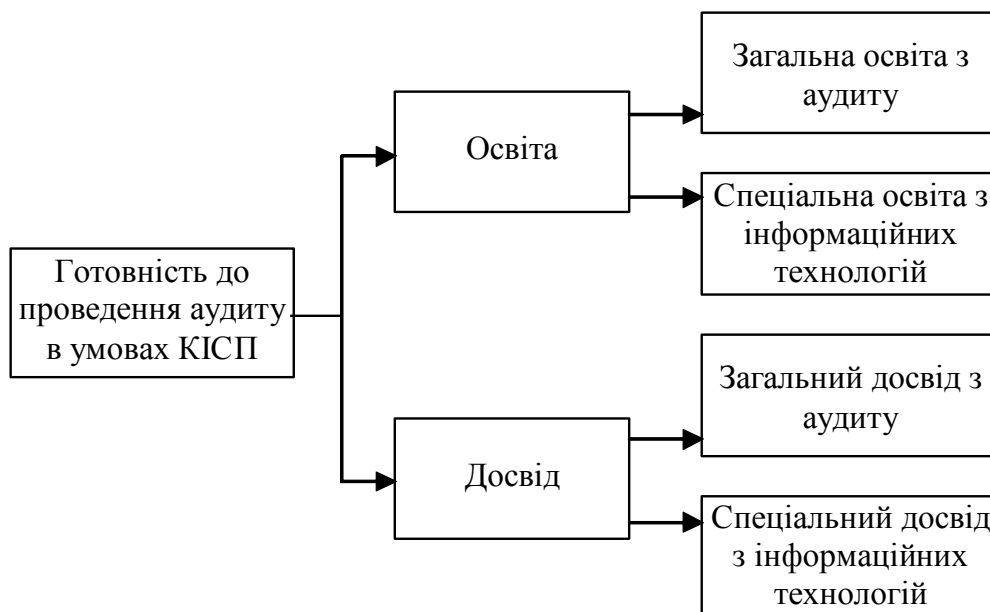 Готовність до
проведення аудиту
в умовах КІСП
Освіта
Загальна освіта з
аудиту
Спеціальна освіта з
інформаційних
технологій
Досвід
Загальний досвід з
аудиту
Спеціальний досвід
з інформаційних
технологій